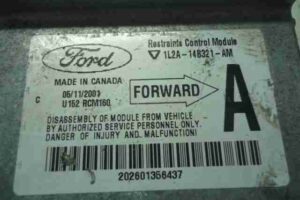 Ford
Restraints Control Module
1L2A-14B321-AM
MADE IN CANADA
06/11/2001
C
U152 RCM160
FORWARD
A
DISASSEMBLY OF MODULE FROM VEHICLE
BY AUTHORIZED SERVICE PERSONNEL ONLY.
DANGER OF INJURY AND MALFUNCTION!
202601356437